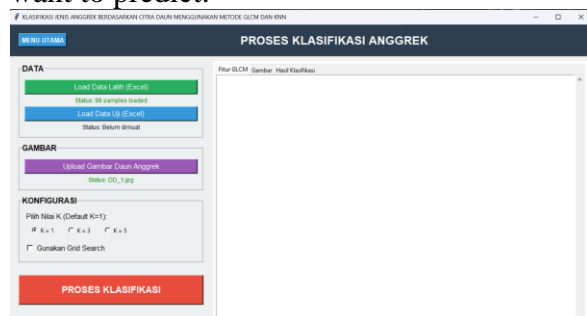 want to predict.
KLASIFIKASI JENIS ANGGREK BERDASARKAN CITRA DAUN MENGGUNAKAN METODE GLCM DAN KNN
MENU UTAMA
PROSES KLASIFIKASI ANGGREK
DATA
Load Data Latih (Excel)
Status: 88 samples loaded
Load Data Uji (Excel)
Status: Belum dimuat
GAMBAR
Upload Gambar Daun Anggrek
Status: DD_1.jpg
KONFIGURASI
Pilih Nilai K (Default K=1):
K = 1 K = 3 K = 5
Gunakan Grid Search
PROSES KLASIFIKASI
Fitur GLCM Gambar Hasil Klasifikasi